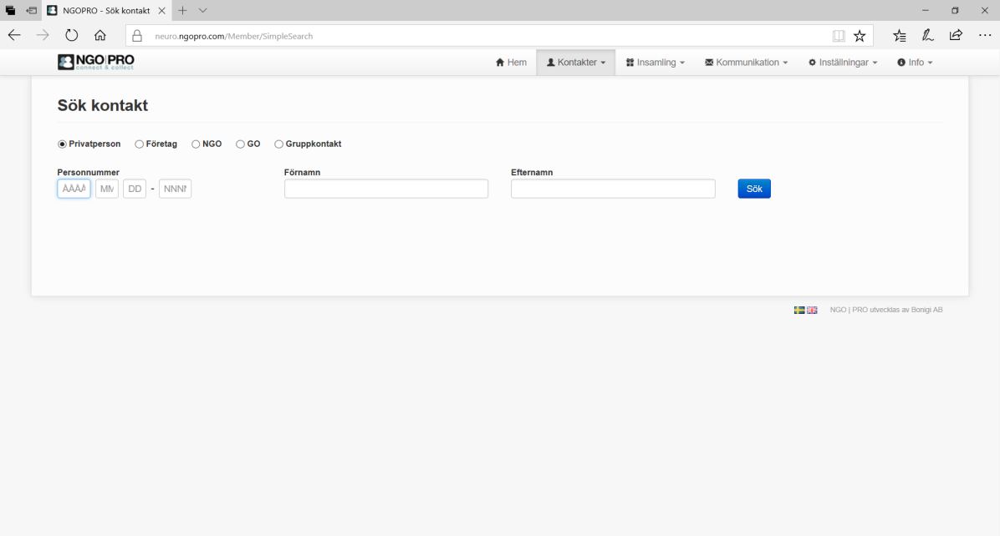 NGOPRO - Sök kontakt
neuro.ngopro.com/Member/SimpleSearch
NGO|PRO
connect & collect
Hem Kontakter Insamling Kommunikation Inställningar Info
Sök kontakt
Privatperson Företag NGO GO Gruppkontakt
Personnummer Förnamn Efternamn
ÅÅÅÅ MM DD - NNNN Sök
NGO | PRO utvecklas av Bonigi AB